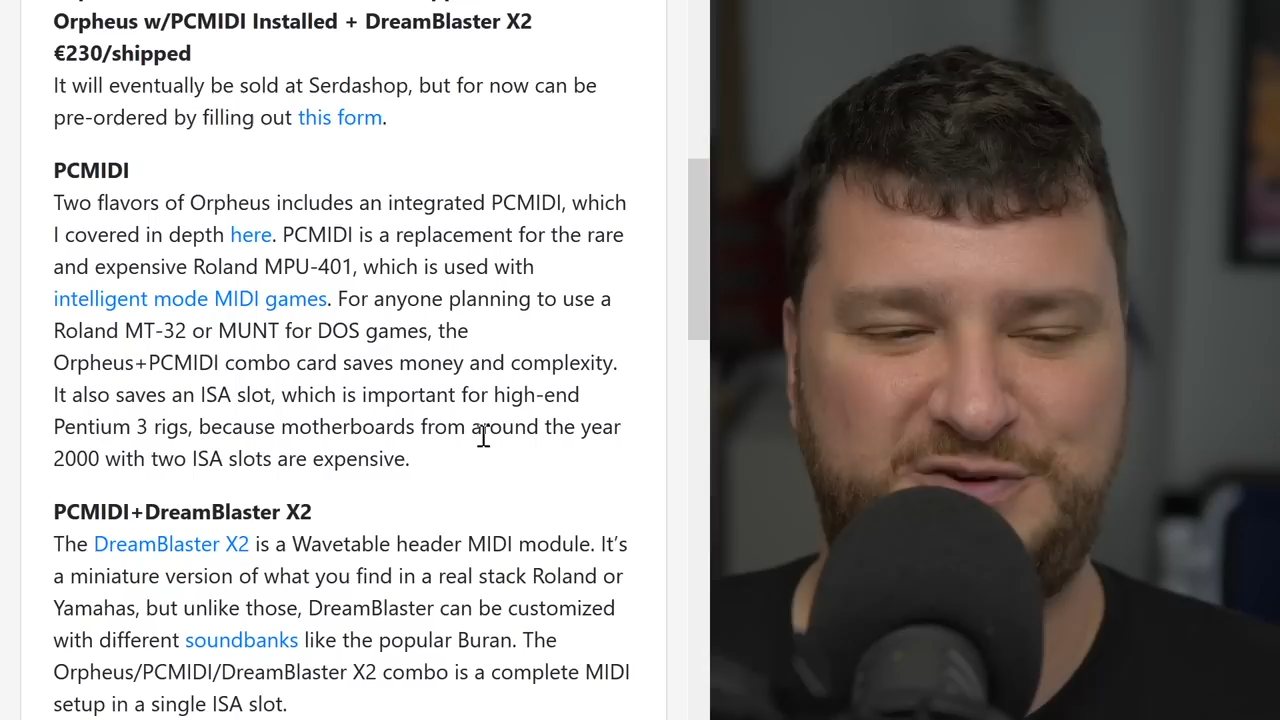 Orpheus w/PCMIDI Installed + DreamBlaster X2
€230/shipped
It will eventually be sold at Serdashop, but for now can be
pre-ordered by filling out this form.
PCMIDI
Two flavors of Orpheus includes an integrated PCMIDI, which
I covered in depth here. PCMIDI is a replacement for the rare
and expensive Roland MPU-401, which is used with
intelligent mode MIDI games. For anyone planning to use a
Roland MT-32 or MUNT for DOS games, the
Orpheus+PCMIDI combo card saves money and complexity.
It also saves an ISA slot, which is important for high-end
Pentium 3 rigs, because motherboards from around the year
2000 with two ISA slots are expensive.
PCMIDI+DreamBlaster X2
The DreamBlaster X2 is a Wavetable header MIDI module. It’s
a miniature version of what you find in a real stack Roland or
Yamahas, but unlike those, DreamBlaster can be customized
with different soundbanks like the popular Buran. The
Orpheus/PCMIDI/DreamBlaster X2 combo is a complete MIDI
setup in a single ISA slot.